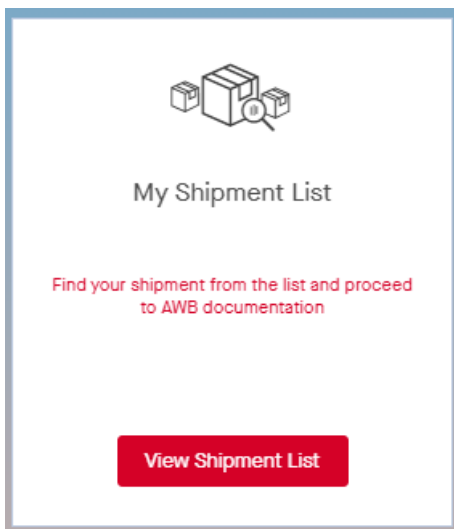 My Shipment List
Find your shipment from the list and proceed
to AWB documentation
View Shipment List